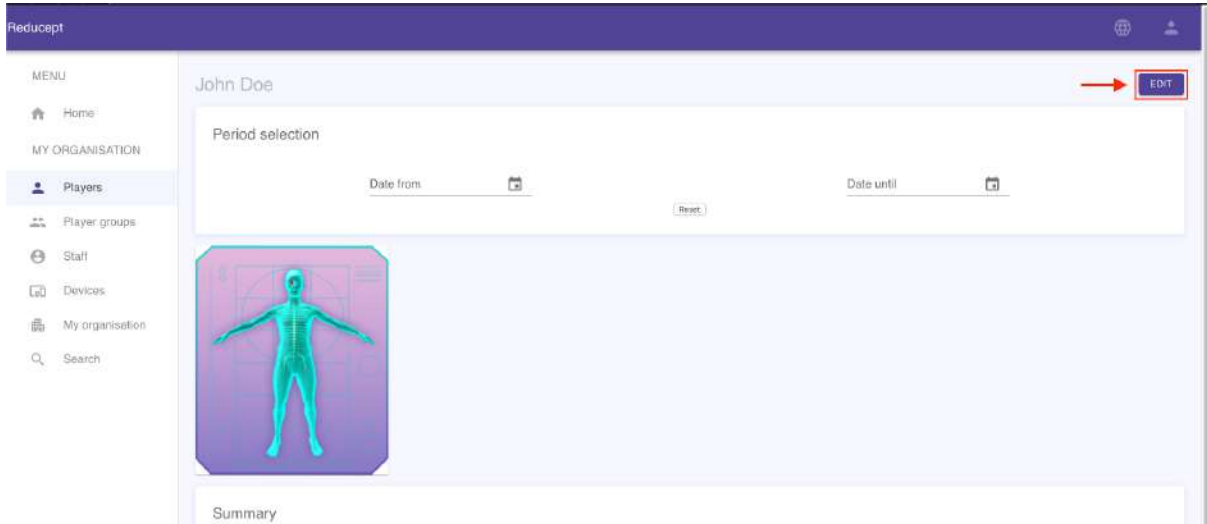 Reducept
MENU
Home
MY ORGANISATION
Players
Player groups
Staff
Devices
My organisation
Search
John Doe
EDIT
Period selection
Date from
Date until
Reset
Summary